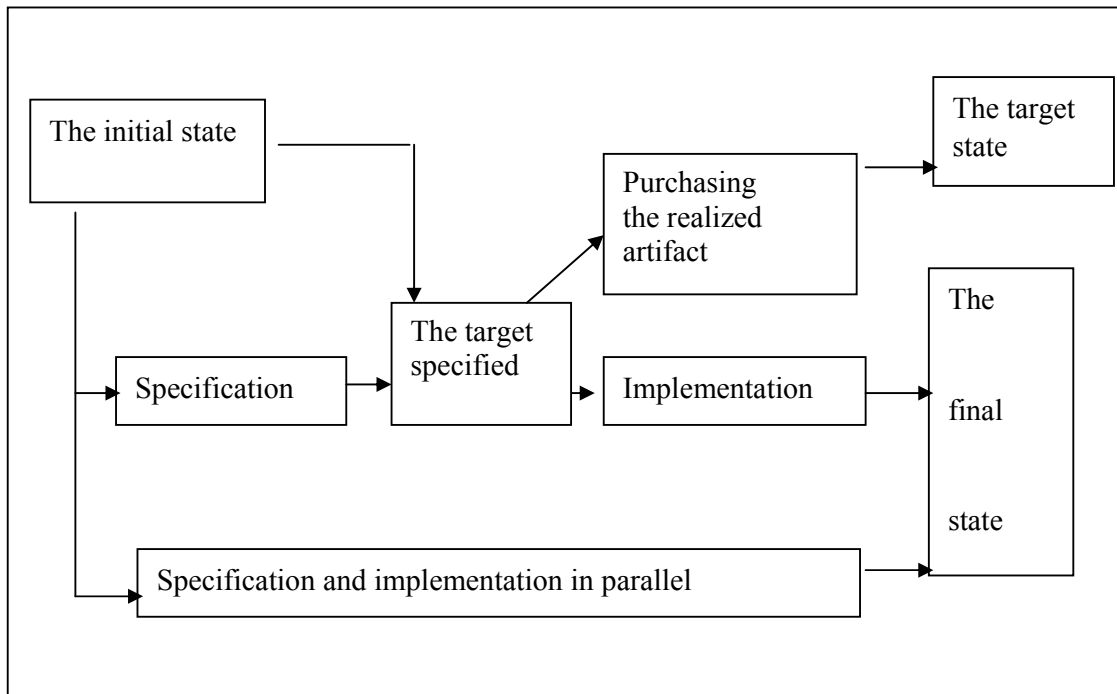 The initial state
The target
state
Purchasing
the realized
artifact
The target
specified
Specification
Implementation
The
final
state
Specification and implementation in parallel